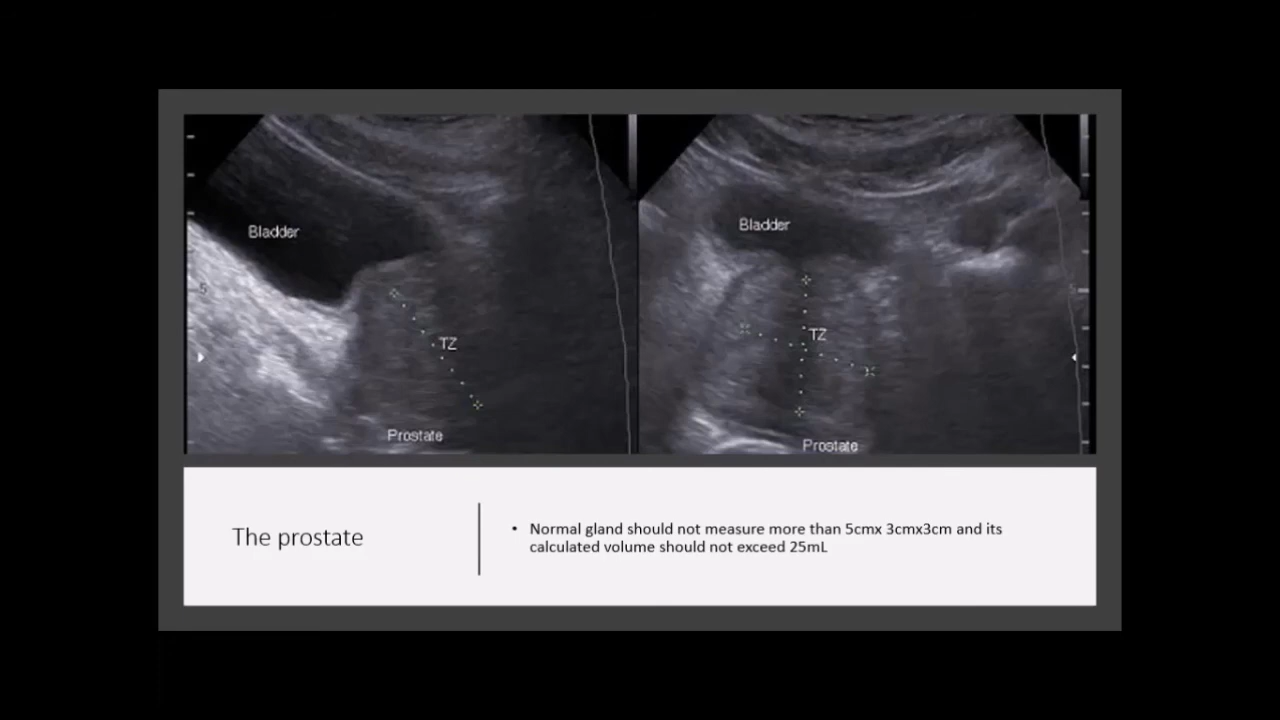 Bladder
5
TZ
Prostate
Bladder
TZ
Prostate
The prostate
• Normal gland should not measure more than 5cmx 3cmx3cm and its
calculated volume should not exceed 25mL